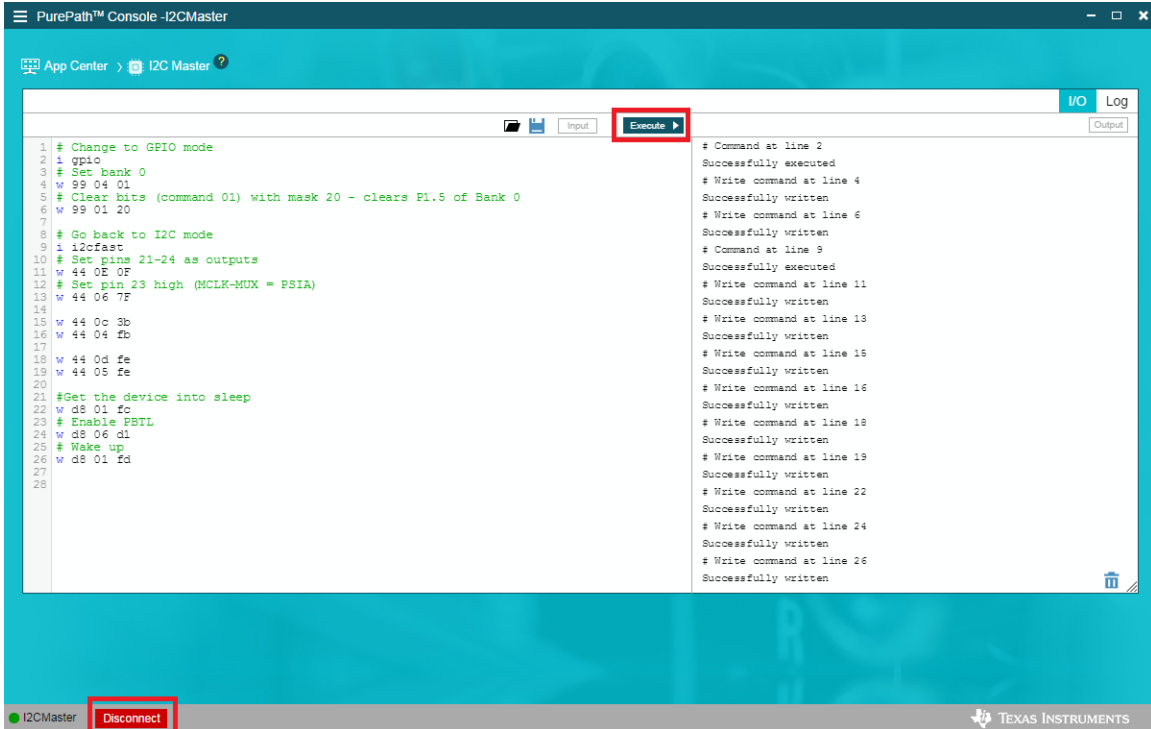 PurePath™ Console -I2CMaster
App Center > I2C Master ?
I/O Log
Input Execute Output
1 # Change to GPIO mode
2 i gpio
3 # Set bank 0
4 w 99 04 01
5 # Clear bits (command 01) with mask 20 - clears P1.5 of Bank 0
6 w 99 01 20
7
8 # Go back to I2C mode
9 i i2cfast
10 # Set pins 21-24 as outputs
11 w 44 0E 0F
12 # Set pin 23 high (MCLK-MUX = PSIA)
13 w 44 06 7F
14
15 w 44 0c 3b
16 w 44 04 fb
17
18 w 44 0d fe
19 w 44 05 fe
20
21 #Get the device into sleep
22 w d8 01 fc
23 # Enable PBTL
24 w d8 06 d1
25 # Wake up
26 w d8 01 fd
27
28
# Command at line 2
Successfully executed
# Write command at line 4
Successfully written
# Write command at line 6
Successfully written
# Command at line 9
Successfully executed
# Write command at line 11
Successfully written
# Write command at line 13
Successfully written
# Write command at line 15
Successfully written
# Write command at line 16
Successfully written
# Write command at line 18
Successfully written
# Write command at line 19
Successfully written
# Write command at line 22
Successfully written
# Write command at line 24
Successfully written
# Write command at line 26
Successfully written
I2CMaster Disconnect
TEXAS INSTRUMENTS